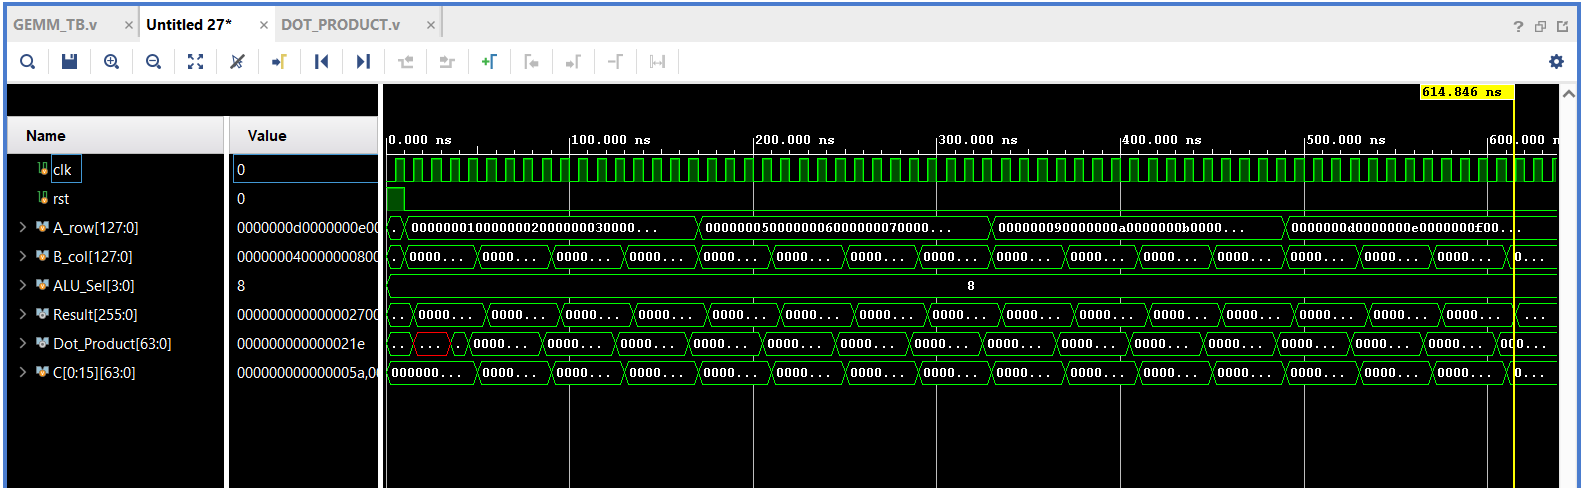 GEMM_TB.v × Untitled 27* × DOT_PRODUCT.v ×
614.846 ns
Name Value
0.000 ns 100.000 ns 200.000 ns 300.000 ns 400.000 ns 500.000 ns 600.000 ns
clk 0
rst 0
A_row[127:0] 0000000d0000000e00 . 0000000100000002000000030000... 0000000500000006000000070000... 000000090000000a0000000b0000... 0000000d0000000e0000000f00...
B_col[127:0] 000000040000000800 . 0000... 0000... 0000... 0000... 0000... 0000... 0000... 0000... 0000... 0000... 0000... 0000... 0000... 0000... 0000... 0...
ALU_Sel[3:0] 8 8
Result[255:0] 000000000000002700 .. 0000... 0000... 0000... 0000... 0000... 0000... 0000... 0000... 0000... 0000... 0000... 0000... 0000... 0000... 0000... ...
Dot_Product[63:0] 000000000000021e .. ... . 0000... 0000... 0000... 0000... 0000... 0000... 0000... 0000... 0000... 0000... 0000... 0000... 0000... 0000... 000...
C[0:15][63:0] 000000000000005a,00 000000... 0000... 0000... 0000... 0000... 0000... 0000... 0000... 0000... 0000... 0000... 0000... 0000... 0000... 0...